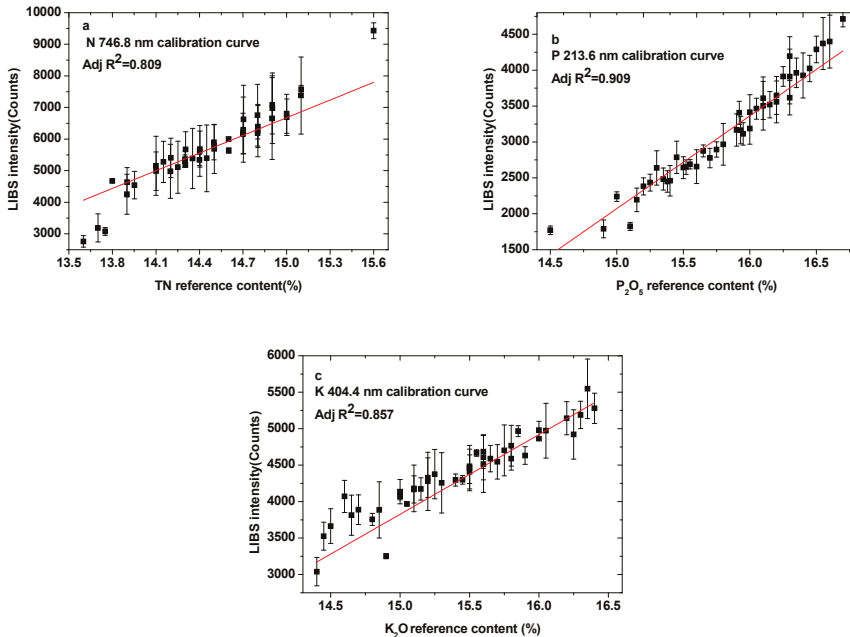 a
N 746.8 nm calibration curve
Adj R²=0.809
LIBS intensity(Counts)
10000
9000
8000
7000
6000
5000
4000
3000
13.5 13.8 14.1 14.4 14.7 15.0 15.3 15.6
TN reference content(%)
b
P 213.6 nm calibration curve
Adj R²=0.909
LIBS intensity(Counts)
4500
4000
3500
3000
2500
2000
1500
14.5 15.0 15.5 16.0 16.5
P₂O₅ reference content (%)
c
K 404.4 nm calibration curve
Adj R²=0.857
LIBS intensity(Counts)
6000
5500
5000
4500
4000
3500
3000
14.5 15.0 15.5 16.0 16.5
K₂O reference content (%)